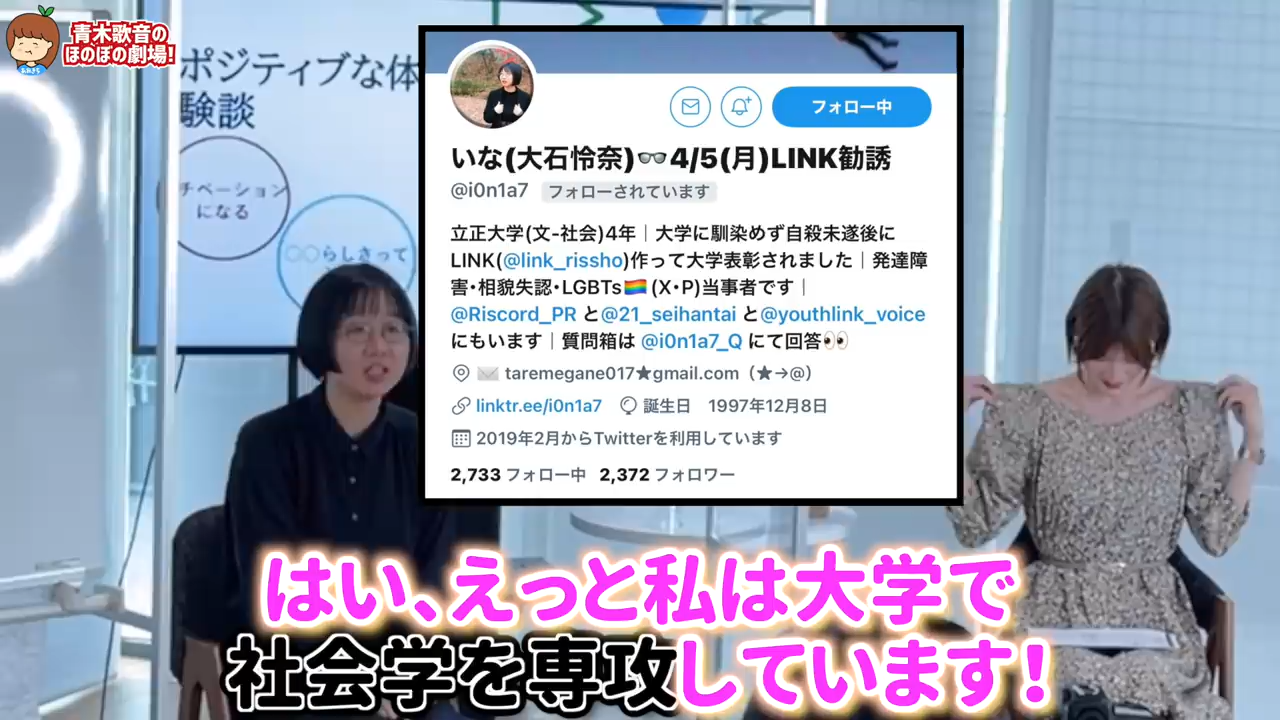 青木歌音の
ほのぼの劇場!
ポジティブな体
験談
チベーション
になる
〇〇らしさって
いな(大石怜奈)👓4/5(月)LINK勧誘
@i0n1a7 フォローされています
フォロー中
立正大学(文-社会)4年｜大学に馴染めず自殺未遂後に
LINK(@link_rissho)作って大学表彰されました｜発達障
害･相貌失認･LGBTs🏳️‍🌈(X･P)当事者です｜
@Riscord_PR と@21_seihantai と@youthlink_voice
にもいます｜質問箱は @i0n1a7_Q にて回答👀
✉️ taremegane017★gmail.com（★→@）
linktr.ee/i0n1a7 誕生日 1997年12月8日
2019年2月からTwitterを利用しています
2,733 フォロー中 2,372 フォロワー
はい、えっと私は大学で
社会学を専攻しています!